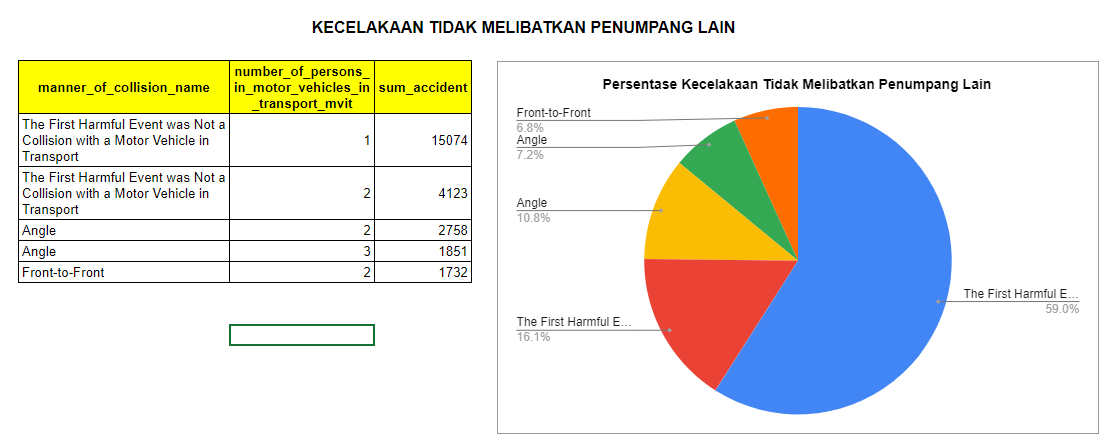 KECELAKAAN TIDAK MELIBATKAN PENUMPANG LAIN
manner_of_collision_name
number_of_persons_
in_motor_vehicles_in
_transport_mvit
sum_accident
The First Harmful Event was Not a
Collision with a Motor Vehicle in
Transport
1
15074
The First Harmful Event was Not a
Collision with a Motor Vehicle in
Transport
2
4123
Angle
2
2758
Angle
3
1851
Front-to-Front
2
1732
Persentase Kecelakaan Tidak Melibatkan Penumpang Lain
Front-to-Front
6.8%
Angle
7.2%
Angle
10.8%
The First Harmful E...
16.1%
The First Harmful E...
59.0%